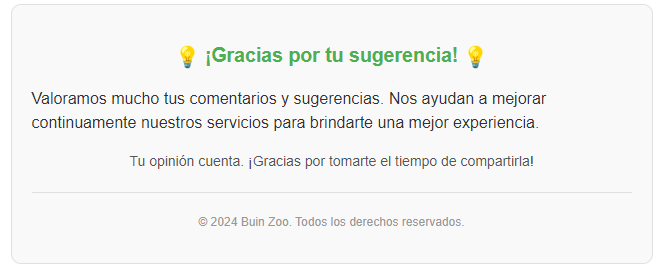 💡 ¡Gracias por tu sugerencia! 💡
Valoramos mucho tus comentarios y sugerencias. Nos ayudan a mejorar
continuamente nuestros servicios para brindarte una mejor experiencia.
Tu opinión cuenta. ¡Gracias por tomarte el tiempo de compartirla!
© 2024 Buin Zoo. Todos los derechos reservados.